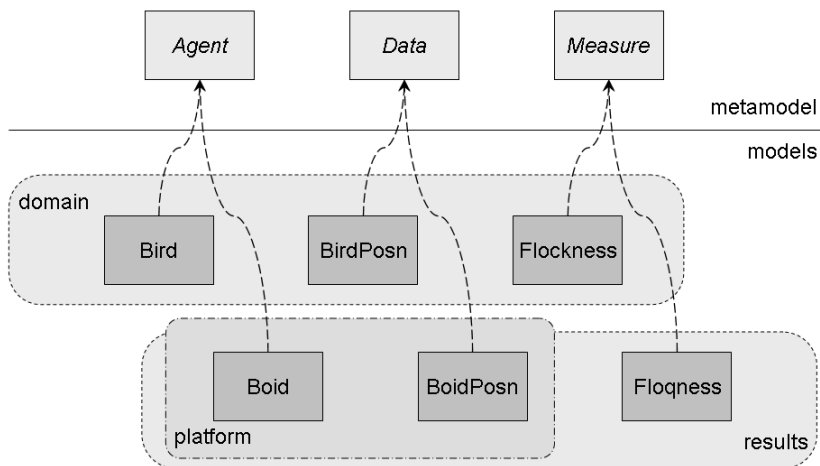 Agent
Data
Measure
metamodel
models
domain
Bird
BirdPosn
Flockness
Boid
BoidPosn
Floqness
platform
results